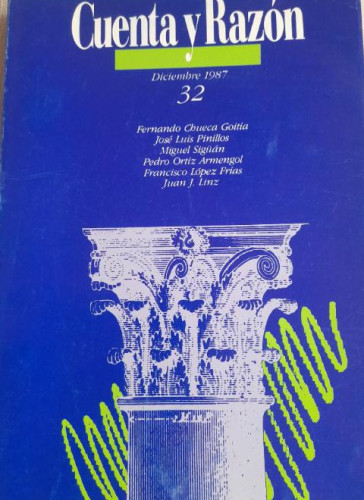 Cuenta y Razón
Diciembre 1987
32
Fernando Chueca Goitia
José Luis Pinillos
Miguel Sigüán
Pedro Ortiz Armengol
Francisco López Frías
Juan J. Linz